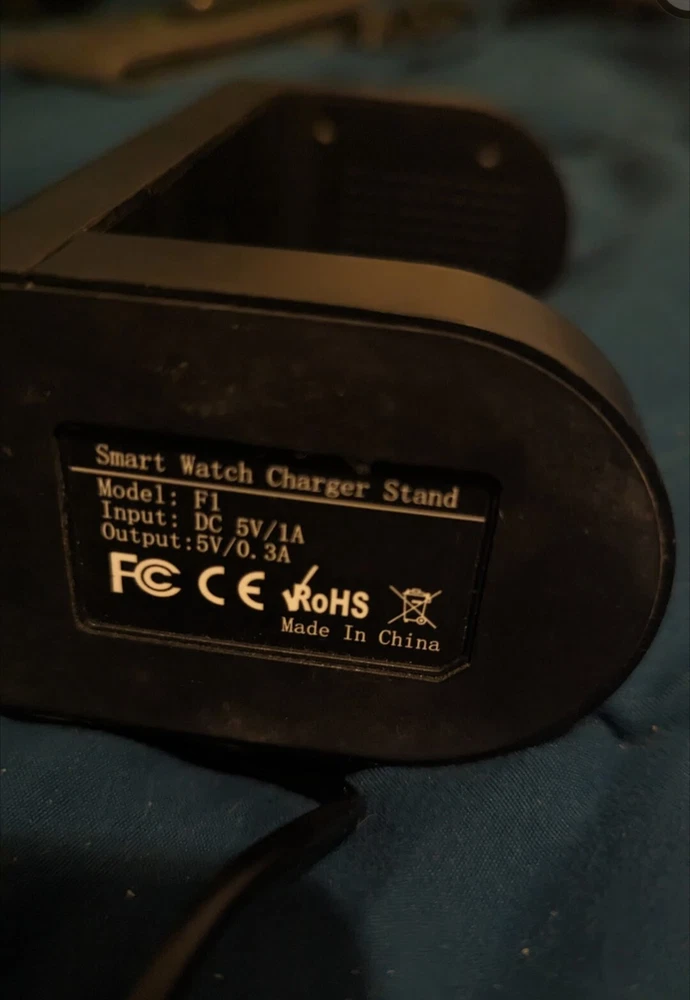 Smart Watch Charger Stand
Model: F1
Input: DC 5V/1A
Output:5V/0.3A
FC CE RoHS
Made In China